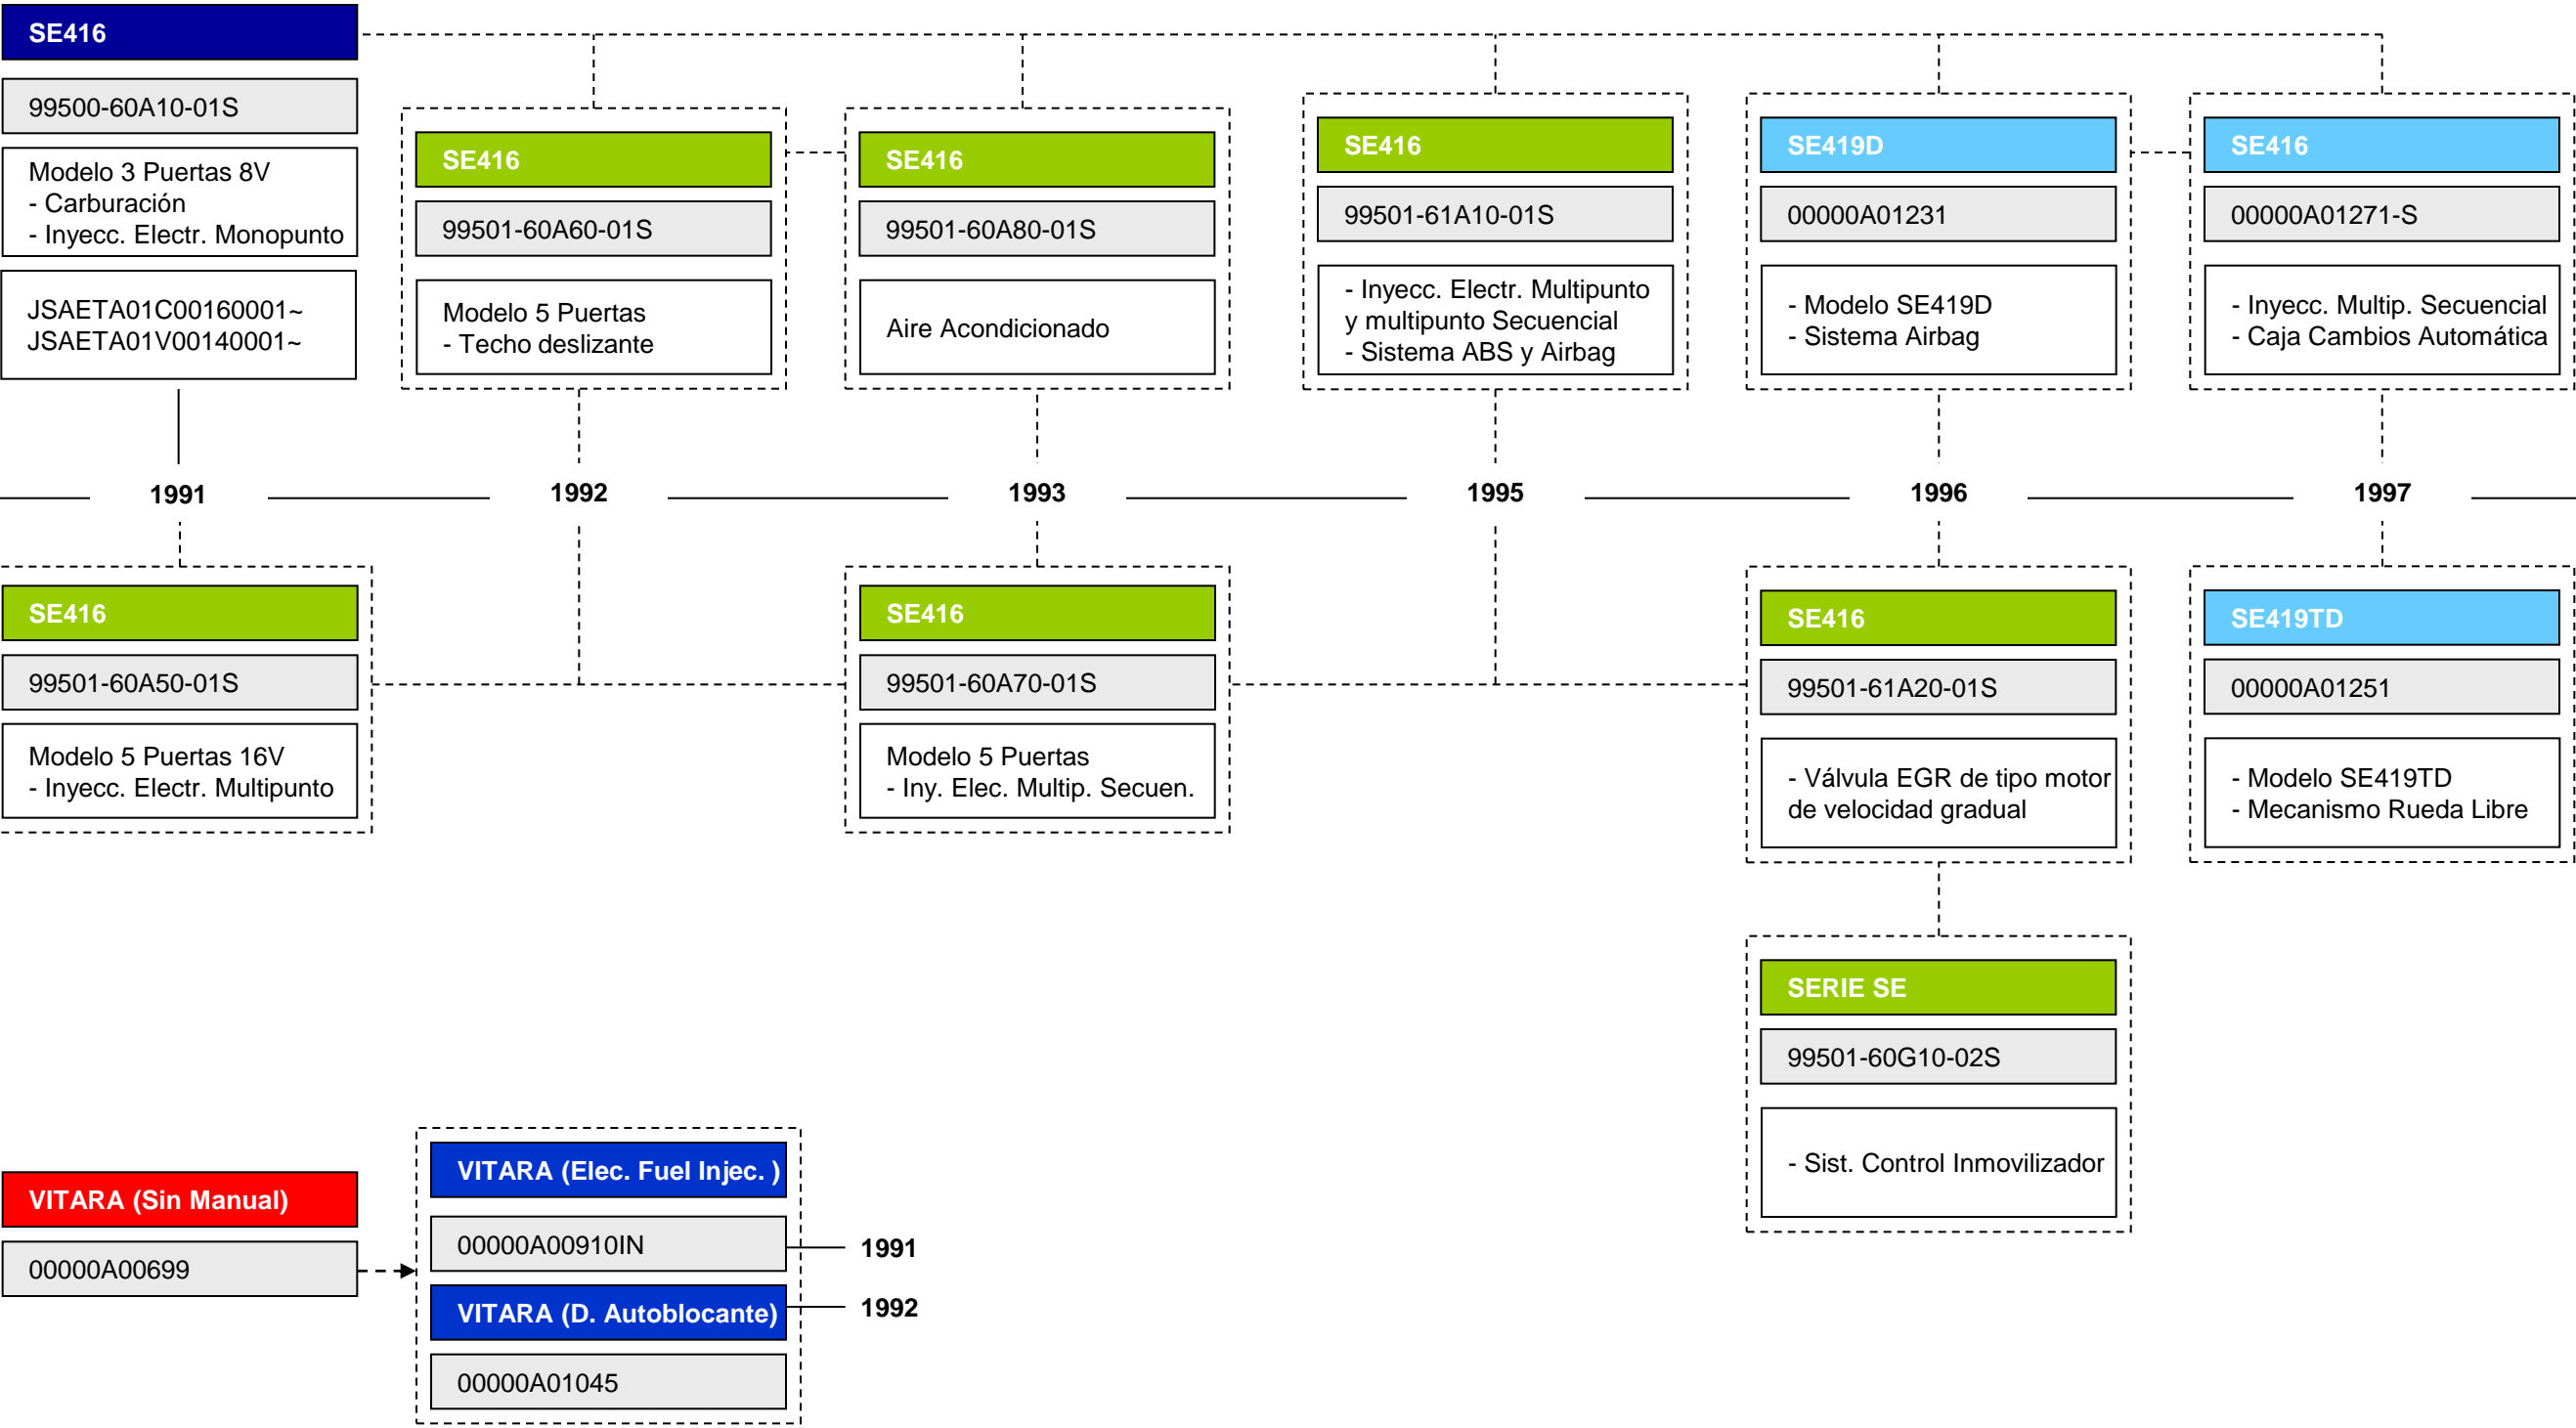 SE416
99500-60A10-01S
Modelo 3 Puertas 8V
- Carburación
- Inyecc. Electr. Monopunto
JSAETA01C00160001~
JSAETA01V00140001~
SE416
99501-60A60-01S
Modelo 5 Puertas
- Techo deslizante
SE416
99501-60A80-01S
Aire Acondicionado
SE416
99501-61A10-01S
- Inyecc. Electr. Multipunto
y multipunto Secuencial
- Sistema ABS y Airbag
SE419D
00000A01231
- Modelo SE419D
- Sistema Airbag
SE416
00000A01271-S
- Inyecc. Multip. Secuencial
- Caja Cambios Automática
1991
1992
1993
1995
1996
1997
SE416
99501-60A50-01S
Modelo 5 Puertas 16V
- Inyecc. Electr. Multipunto
SE416
99501-60A70-01S
Modelo 5 Puertas
- Iny. Elec. Multip. Secuen.
SE416
99501-61A20-01S
- Válvula EGR de tipo motor
de velocidad gradual
SE419TD
00000A01251
- Modelo SE419TD
- Mecanismo Rueda Libre
SERIE SE
99501-60G10-02S
- Sist. Control Inmovilizador
VITARA (Sin Manual)
00000A00699
VITARA (Elec. Fuel Injec. )
00000A00910IN
1991
VITARA (D. Autoblocante)
1992
00000A01045